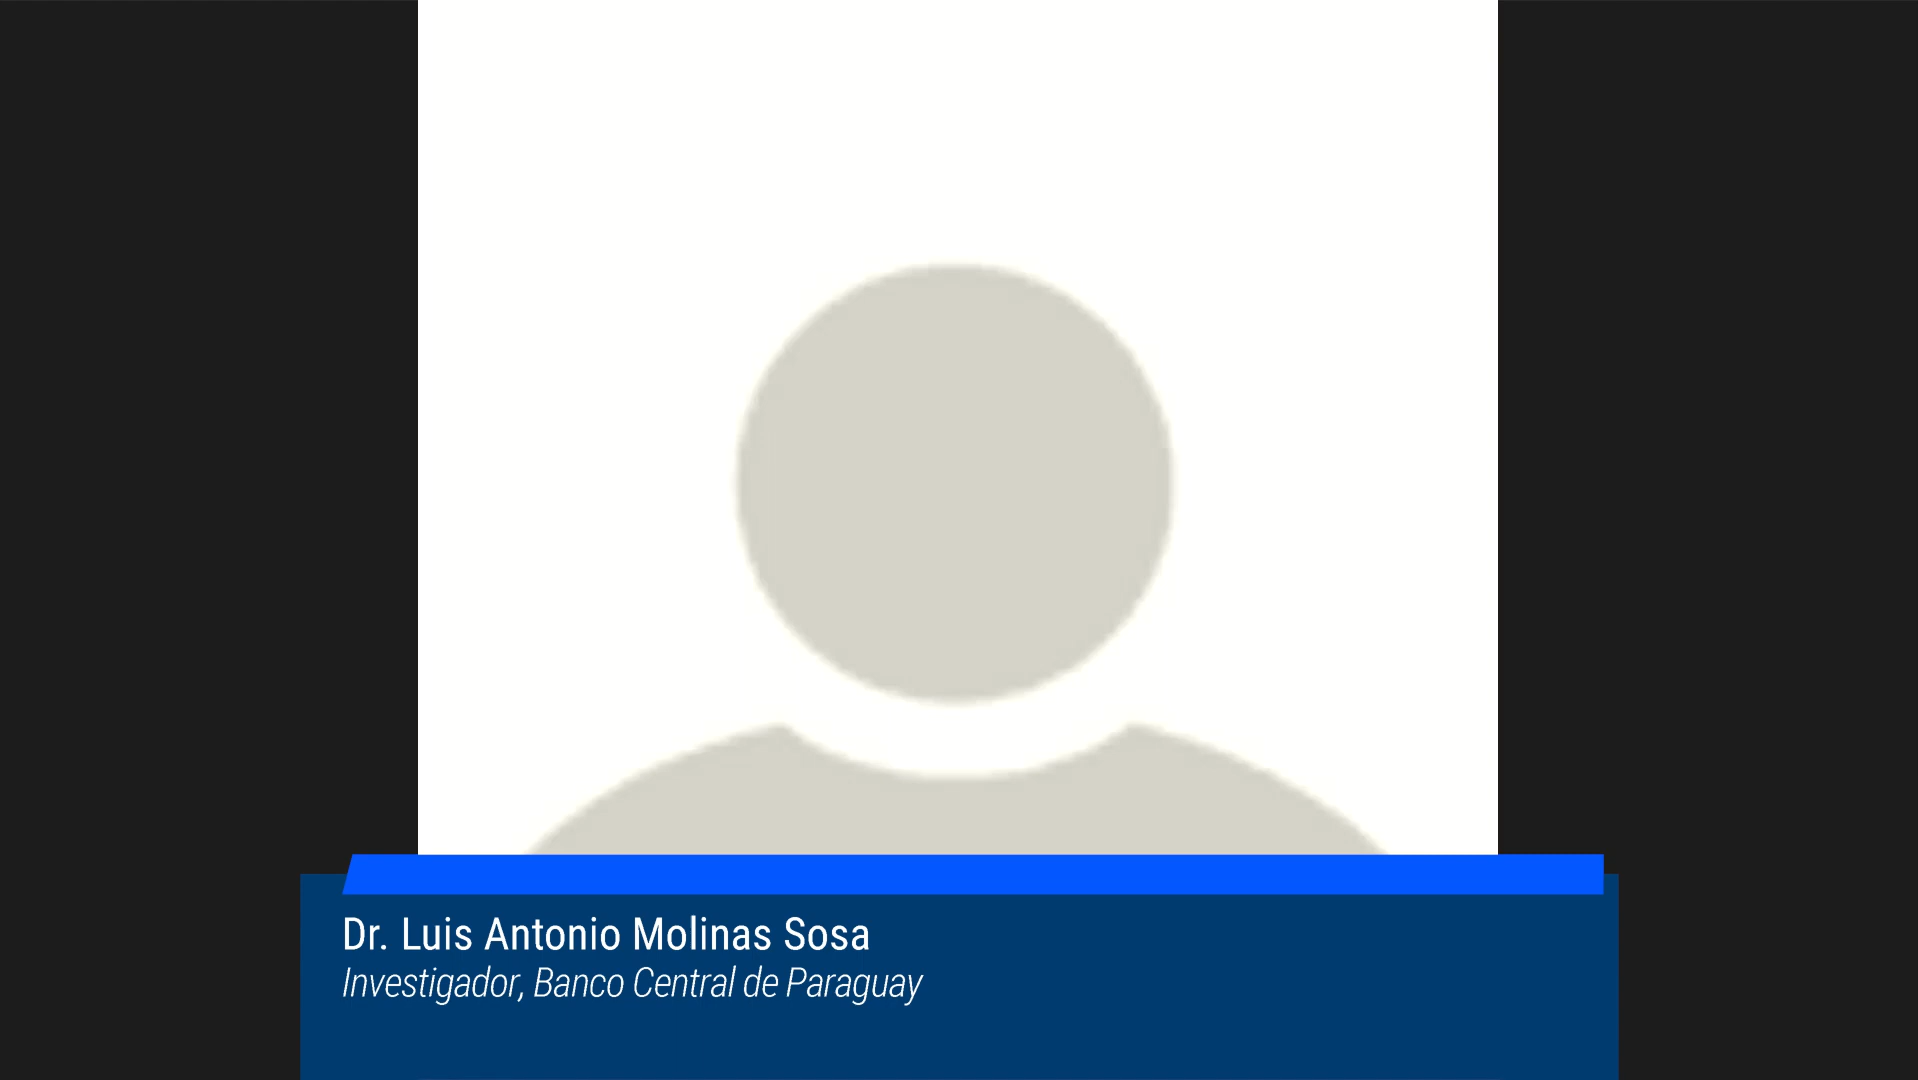 Dr. Luis Antonio Molinas Sosa
Investigador, Banco Central de Paraguay